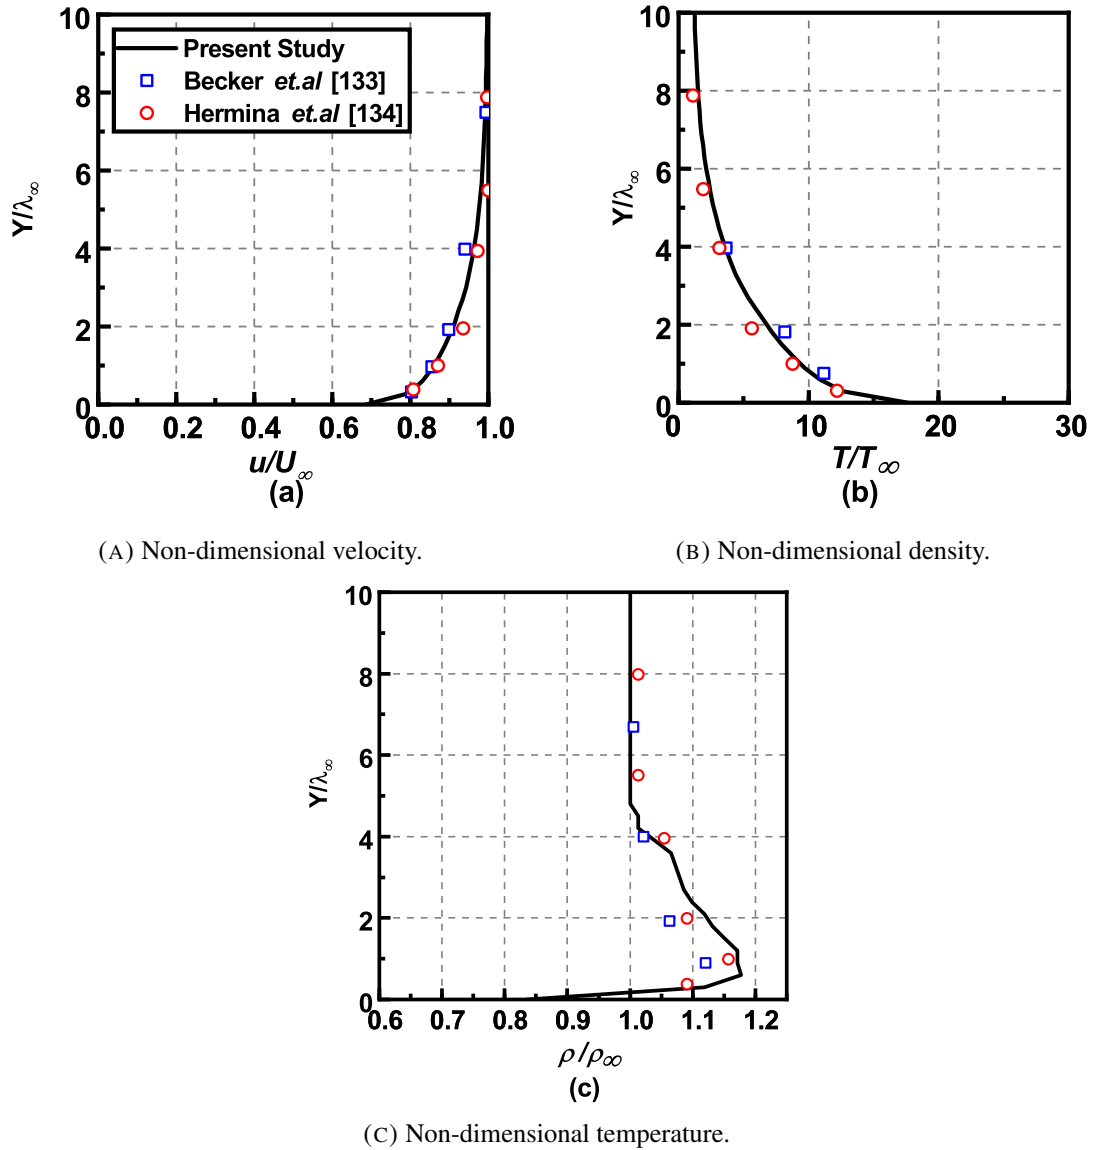 10
8
6
4
2
0
Y/λ∞
Present Study
Becker et.al [133]
Hermina et.al [134]
0.0 0.2 0.4 0.6 0.8 1.0
u/U∞
(a)
10
8
6
4
2
0
Y/λ∞
0 10 20 30
T/T∞
(b)
(A) Non-dimensional velocity.
(B) Non-dimensional density.
10
8
6
4
2
0
Y/λ∞
0.6 0.7 0.8 0.9 1.0 1.1 1.2
ρ/ρ∞
(c)
(C) Non-dimensional temperature.